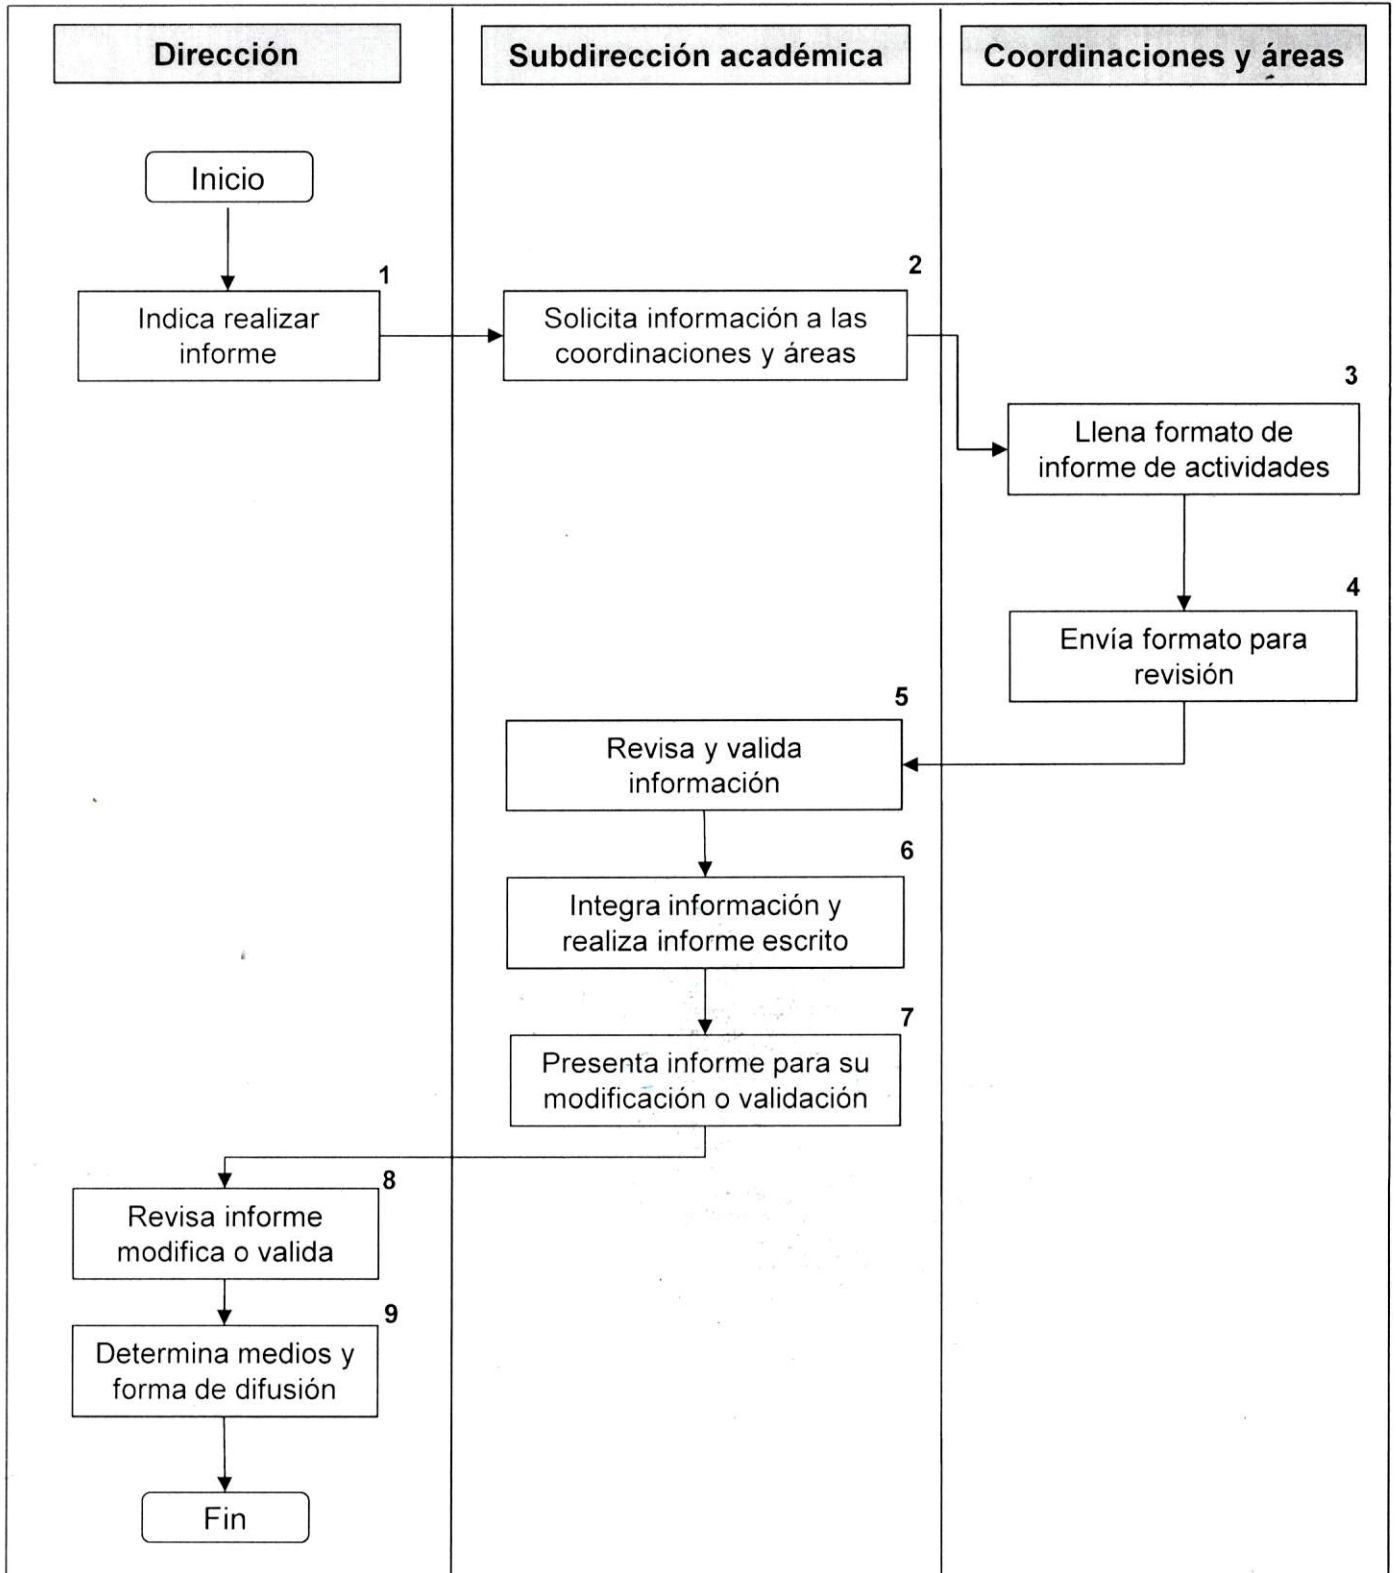 Dirección
Subdirección académica
Coordinaciones y áreas
Inicio
1
Indica realizar
informe
2
Solicita información a las
coordinaciones y áreas
3
Llena formato de
informe de actividades
4
Envía formato para
revisión
5
Revisa y valida
información
6
Integra información y
realiza informe escrito
7
Presenta informe para su
modificación o validación
8
Revisa informe
modifica o valida
9
Determina medios y
forma de difusión
Fin